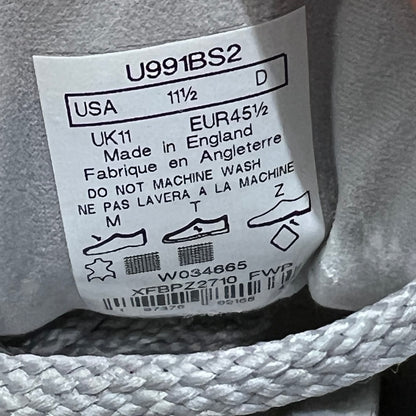 U991BS2
USA 11½ D
UK11 EUR45½
Made in England
Fabrique en Angleterre
DO NOT MACHINE WASH
NE PAS LAVERA A LA MACHINE
M T Z
W034665
XFBPZ2710 FWP